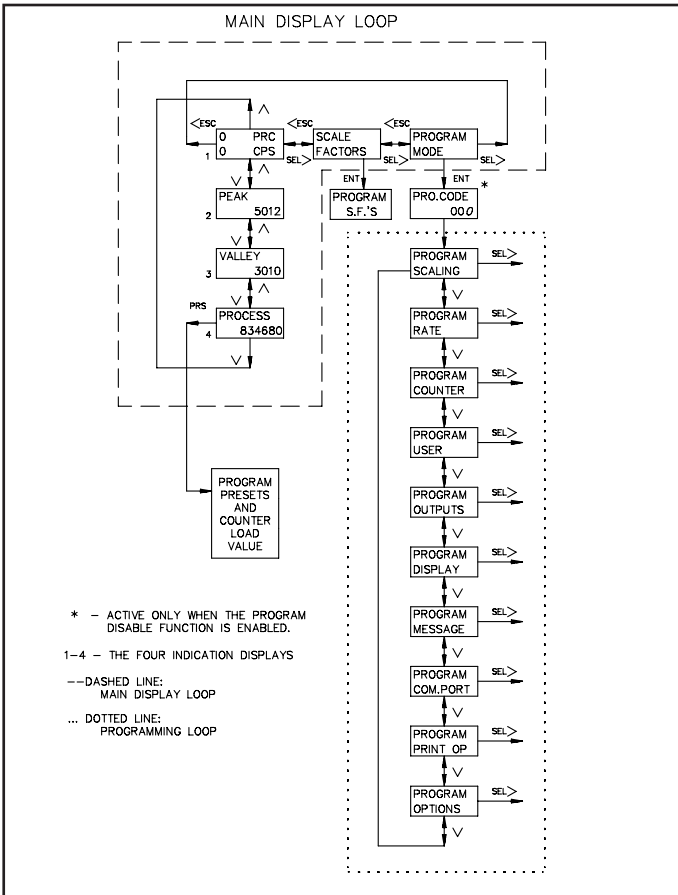 MAIN DISPLAY LOOP
<ESC
0 PRC
0 CPS
1
<ESC
SEL>
SCALE
FACTORS
<ESC
SEL>
PROGRAM
MODE
SEL>
ENT
PROGRAM
S.F.'S
ENT
PRO.CODE
000
*
PEAK
5012
2
VALLEY
3010
3
PRS
PROCESS
834680
4
PROGRAM
PRESETS
AND
COUNTER
LOAD
VALUE
PROGRAM
SCALING
SEL>
PROGRAM
RATE
SEL>
PROGRAM
COUNTER
SEL>
PROGRAM
USER
SEL>
PROGRAM
OUTPUTS
SEL>
PROGRAM
DISPLAY
SEL>
PROGRAM
MESSAGE
SEL>
PROGRAM
COM.PORT
SEL>
PROGRAM
PRINT OP
SEL>
PROGRAM
OPTIONS
SEL>
* – ACTIVE ONLY WHEN THE PROGRAM
DISABLE FUNCTION IS ENABLED.
1–4 – THE FOUR INDICATION DISPLAYS
--DASHED LINE:
MAIN DISPLAY LOOP
... DOTTED LINE:
PROGRAMMING LOOP